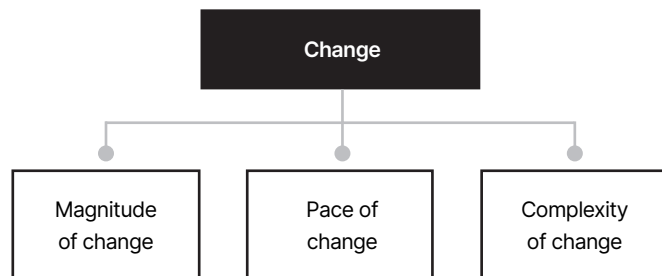 Change
Magnitude
of change
Pace of
change
Complexity
of change